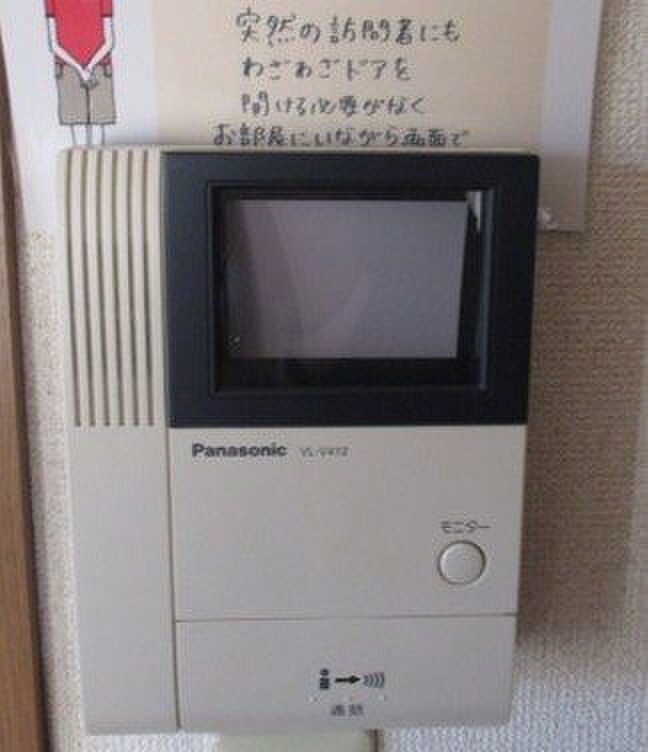 突然の訪問者にも
わざわざドアを
開ける必要がなく
お部屋にいながら画面で
Panasonic VL-V472
モニター
通話